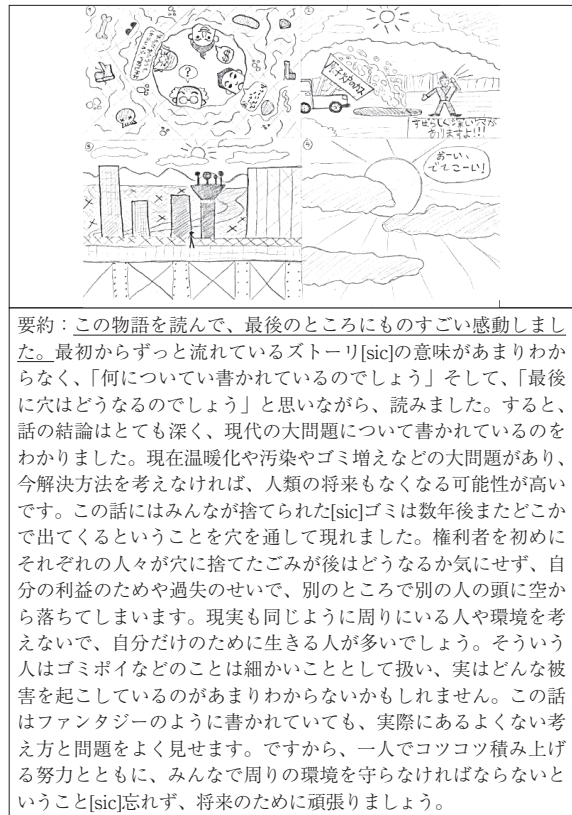 ①
②
?
$
すばらしく深い穴が
ありますよ!!!
③
④
おーい、
でてこーい!
要約:この物語を読んで、最後のところにものすごい感動しまし
た。最初からずっと流れているズトーリ[sic]の意味があまりわか
らなく、「何についてい書かれているのでしょう」そして、「最後
に穴はどうなるのでしょう」と思いながら、読みました。すると、
話の結論はとても深く、現代の大問題について書かれているのを
わかりました。現在温暖化や汚染やゴミ増えなどの大問題があり、
今解決方法を考えなければ、人類の将来もなくなる可能性が高い
です。この話にはみんなが捨てられた[sic]ゴミは数年後またどこか
で出てくるということを穴を通して現れました。権利者を初めに
それぞれの人々が穴に捨てたごみが後はどうなるか気にせず、自
分の利益のためや過失のせいで、別のところで別の人の頭に空か
ら落ちてしまいます。現実も同じように周りにいる人や環境を考
えないで、自分だけのために生きる人が多いでしょう。そういう
人はゴミポイなどのことは細かいこととして扱い、実はどんな被
害を起こしているのがあまりわからないかもしれません。この話
はファンタジーのように書かれていても、実際にあるよくない考
え方と問題をよく見せます。ですから、一人でコツコツ積み上げ
る努力とともに、みんなで周りの環境を守らなければならないと
いうこと[sic]忘れず、将来のために頑張りましょう。